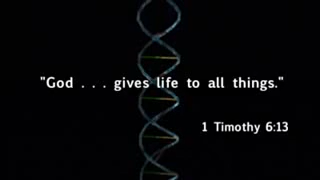 "God . . . gives life to all things."
1 Timothy 6:13